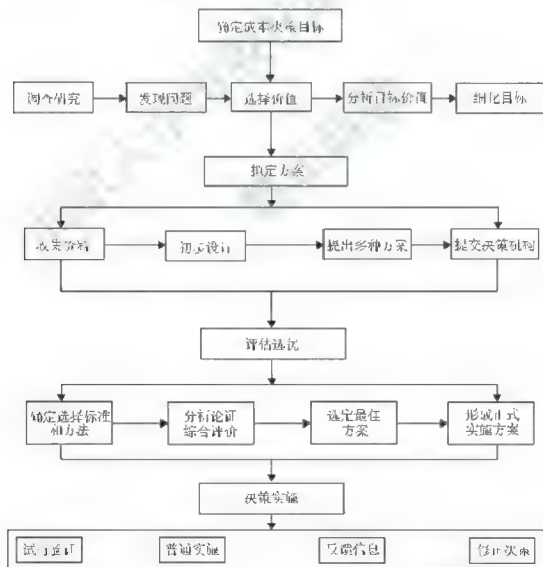 确定成本决策目标
调查研究
发现问题
选择价值
分析目标价值
细化目标
拟定方案
收集资料
初步设计
提出多种方案
提交决策机构
评估选优
确定选择标准
和方法
分析论证
综合评价
选定最佳
方案
形成正式
实施方案
决策实施
试行验证
普遍实施
反馈信息
修正决策